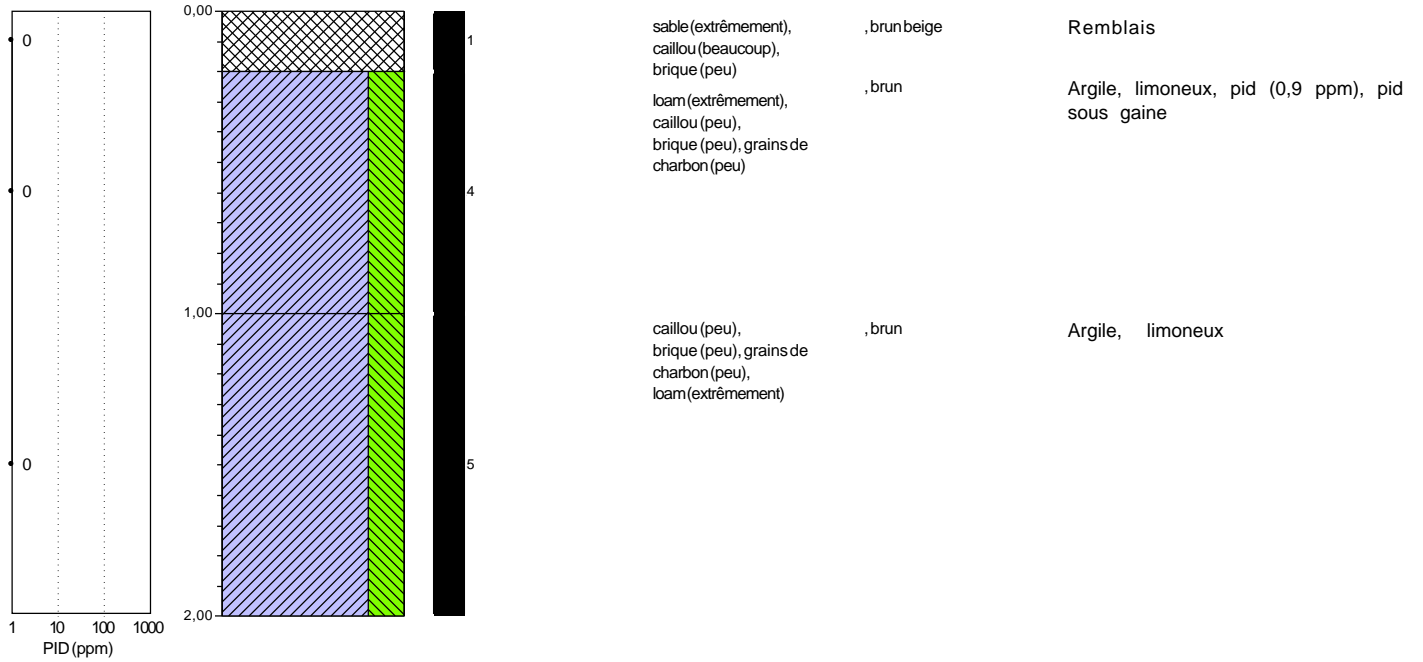 0,00
0
1
sable (extrêmement),
caillou (beaucoup),
brique (peu)
, brun beige
Remblais
loam (extrêmement),
caillou (peu),
brique (peu), grains de
charbon (peu)
, brun
Argile, limoneux, pid (0,9 ppm), pid
sous gaine
0
4
1,00
caillou (peu),
brique (peu), grains de
charbon (peu),
loam (extrêmement)
, brun
Argile, limoneux
0
5
2,00
1 10 100 1000
PID (ppm)